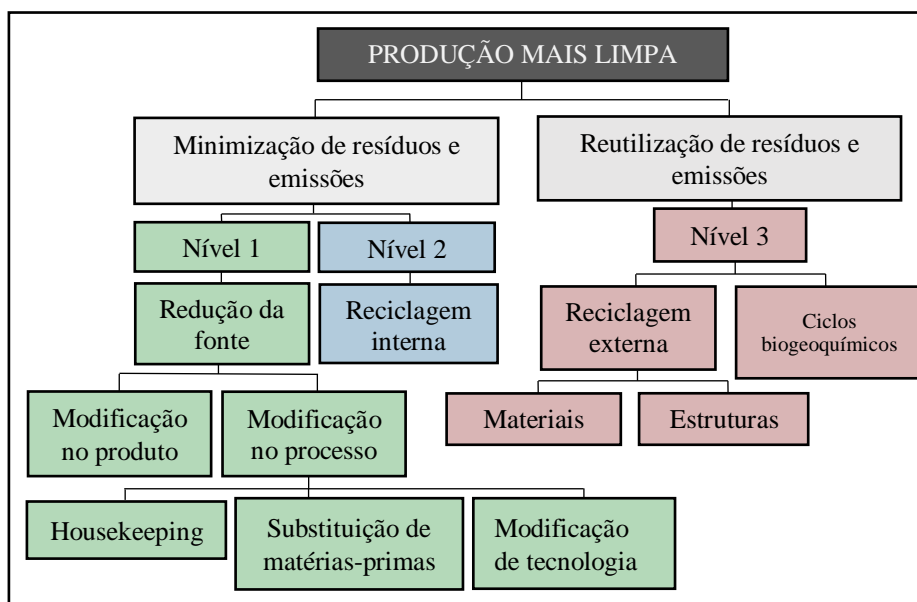 PRODUÇÃO MAIS LIMPA
Minimização de resíduos e
emissões
Reutilização de resíduos e
emissões
Nível 1
Nível 2
Nível 3
Redução da
fonte
Reciclagem
interna
Reciclagem
externa
Ciclos
biogeoquímicos
Modificação
no produto
Modificação
no processo
Materiais
Estruturas
Housekeeping
Substituição de
matérias-primas
Modificação
de tecnologia